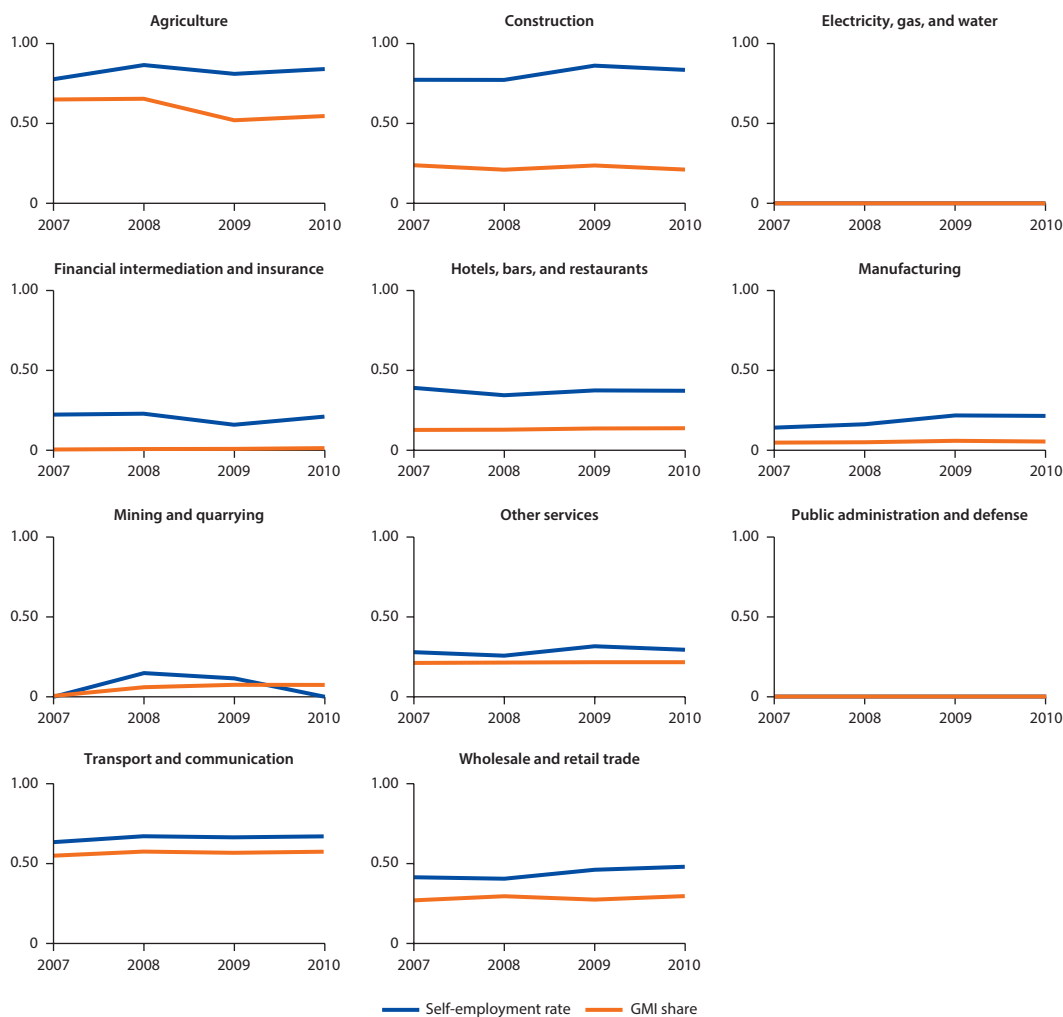 Agriculture
1.00
0.50
0
2007 2008 2009 2010
Construction
1.00
0.50
0
2007 2008 2009 2010
Electricity, gas, and water
1.00
0.50
0
2007 2008 2009 2010
Financial intermediation and insurance
1.00
0.50
0
2007 2008 2009 2010
Hotels, bars, and restaurants
1.00
0.50
0
2007 2008 2009 2010
Manufacturing
1.00
0.50
0
2007 2008 2009 2010
Mining and quarrying
1.00
0.50
0
2007 2008 2009 2010
Other services
1.00
0.50
0
2007 2008 2009 2010
Public administration and defense
1.00
0.50
0
2007 2008 2009 2010
Transport and communication
1.00
0.50
0
2007 2008 2009 2010
Wholesale and retail trade
1.00
0.50
0
2007 2008 2009 2010
Self-employment rate GMI share